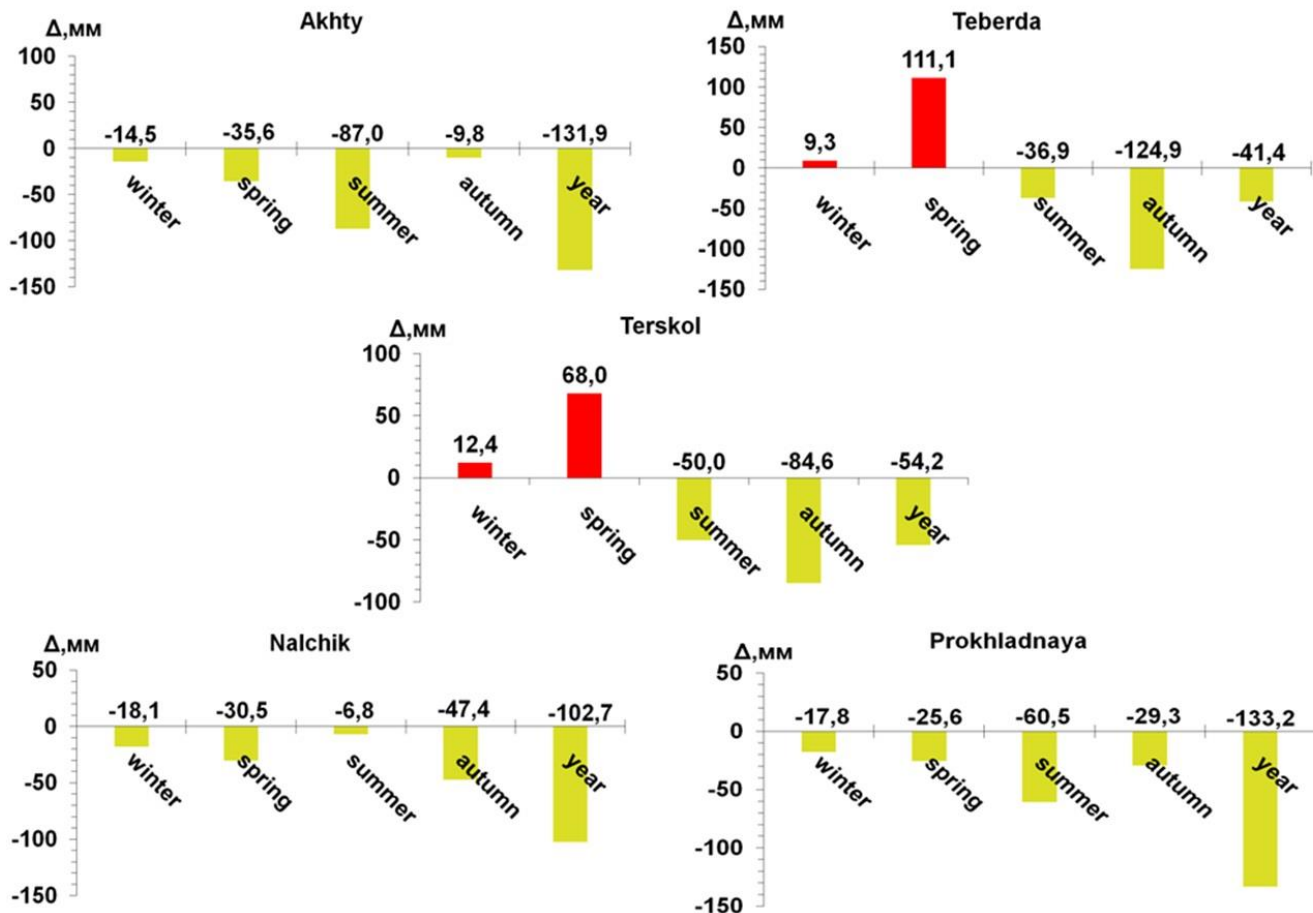 Akhty
Δ,мм
100
50
0
-50
-100
-150
-14,5 -35,6 -87,0 -9,8 -131,9
winter spring summer autumn year
Teberda
Δ,мм
150
100
50
0
-50
-100
-150
9,3 111,1 -36,9 -124,9 -41,4
winter spring summer autumn year
Terskol
Δ,мм
100
50
0
-50
-100
12,4 68,0 -50,0 -84,6 -54,2
winter spring summer autumn year
Nalchik
Δ,мм
50
0
-50
-100
-150
-18,1 -30,5 -6,8 -47,4 -102,7
winter spring summer autumn year
Prokhladnaya
Δ,мм
50
0
-50
-100
-150
-17,8 -25,6 -60,5 -29,3 -133,2
winter spring summer autumn year